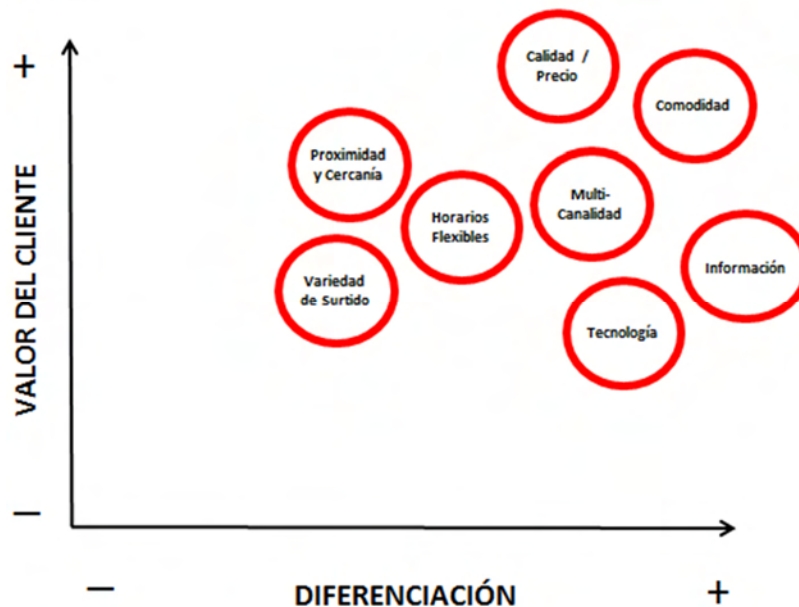 +
VALOR DEL CLIENTE
–
Calidad /
Precio
Comodidad
Proximidad
y Cercanía
Multi-
Canalidad
Horarios
Flexibles
Información
Variedad
de Surtido
Tecnología
–
DIFERENCIACIÓN
+